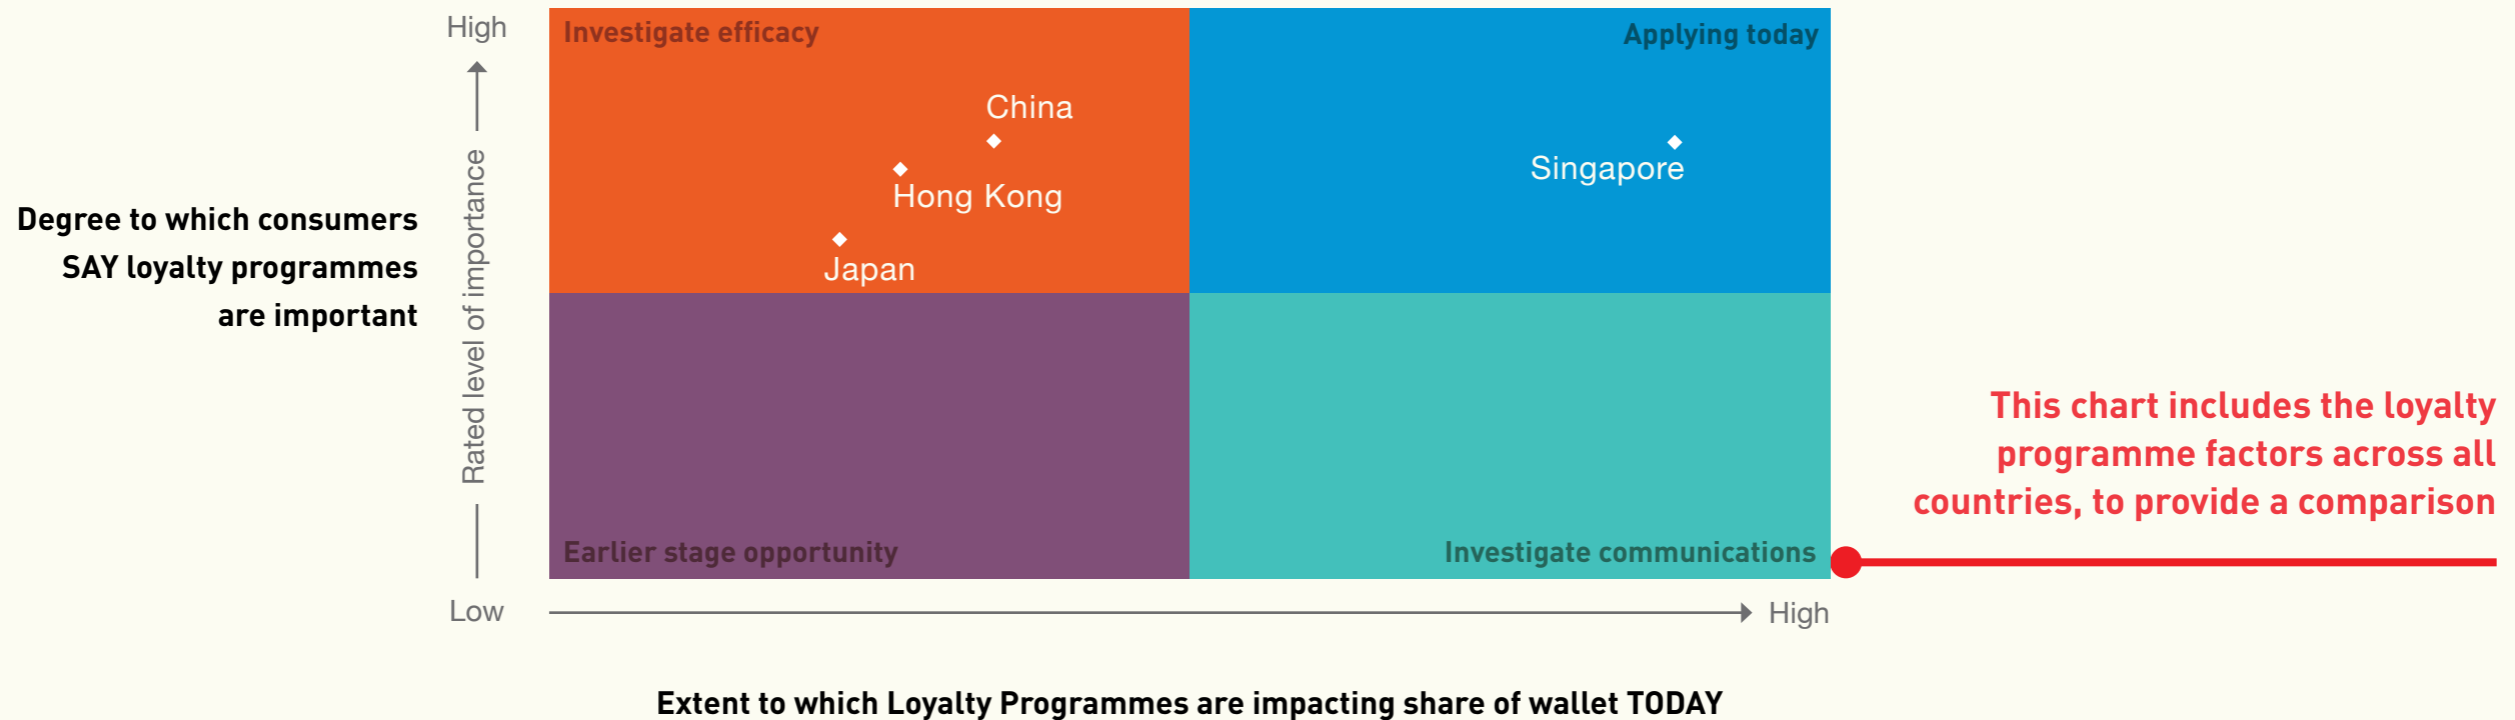 High
Investigate efficacy
Applying today
China
Singapore
Hong Kong
Japan
Degree to which consumers
SAY loyalty programmes
are important
Rated level of importance
This chart includes the loyalty
programme factors across all
countries, to provide a comparison
Earlier stage opportunity
Investigate communications
Low
High
Extent to which Loyalty Programmes are impacting share of wallet TODAY